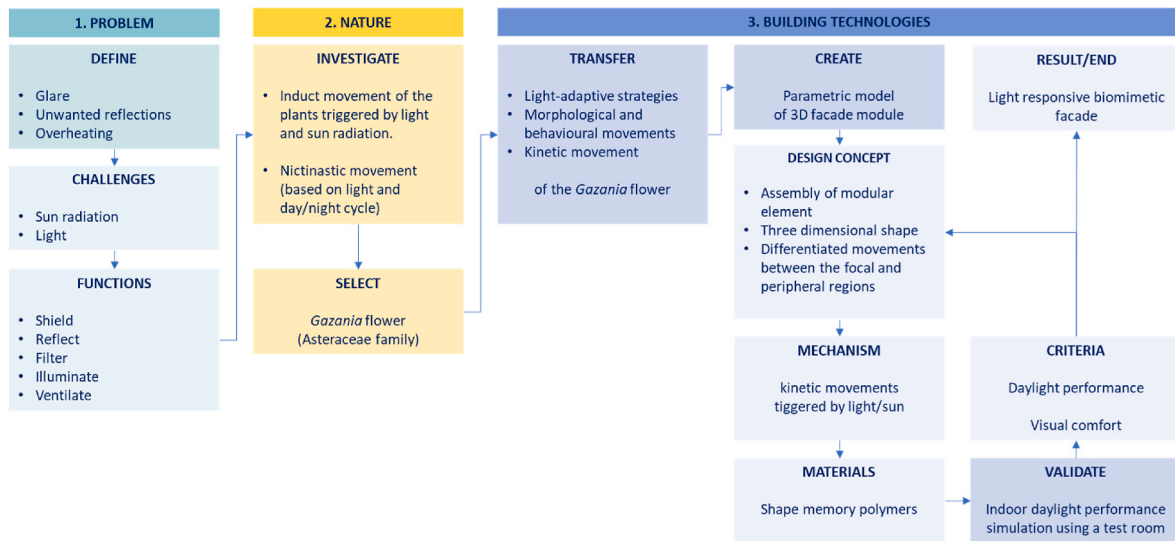 1. PROBLEM
DEFINE
• Glare
• Unwanted reflections
• Overheating
CHALLENGES
• Sun radiation
• Light
FUNCTIONS
• Shield
• Reflect
• Filter
• Illuminate
• Ventilate
2. NATURE
INVESTIGATE
• Induct movement of the
plants triggered by light
and sun radiation.
• Nictinastic movement
(based on light and
day/night cycle)
SELECT
Gazania flower
(Asteraceae family)
3. BUILDING TECHNOLOGIES
TRANSFER
• Light-adaptive strategies
• Morphological and
behavioural movements
• Kinetic movement
of the Gazania flower
CREATE
Parametric model
of 3D facade module
DESIGN CONCEPT
• Assembly of modular
element
• Three dimensional shape
• Differentiated movements
between the focal and
peripheral regions
MECHANISM
kinetic movements
tiggered by light/sun
MATERIALS
Shape memory polymers
VALIDATE
Indoor daylight performance
simulation using a test room
CRITERIA
Daylight performance
Visual comfort
RESULT/END
Light responsive biomimetic
facade